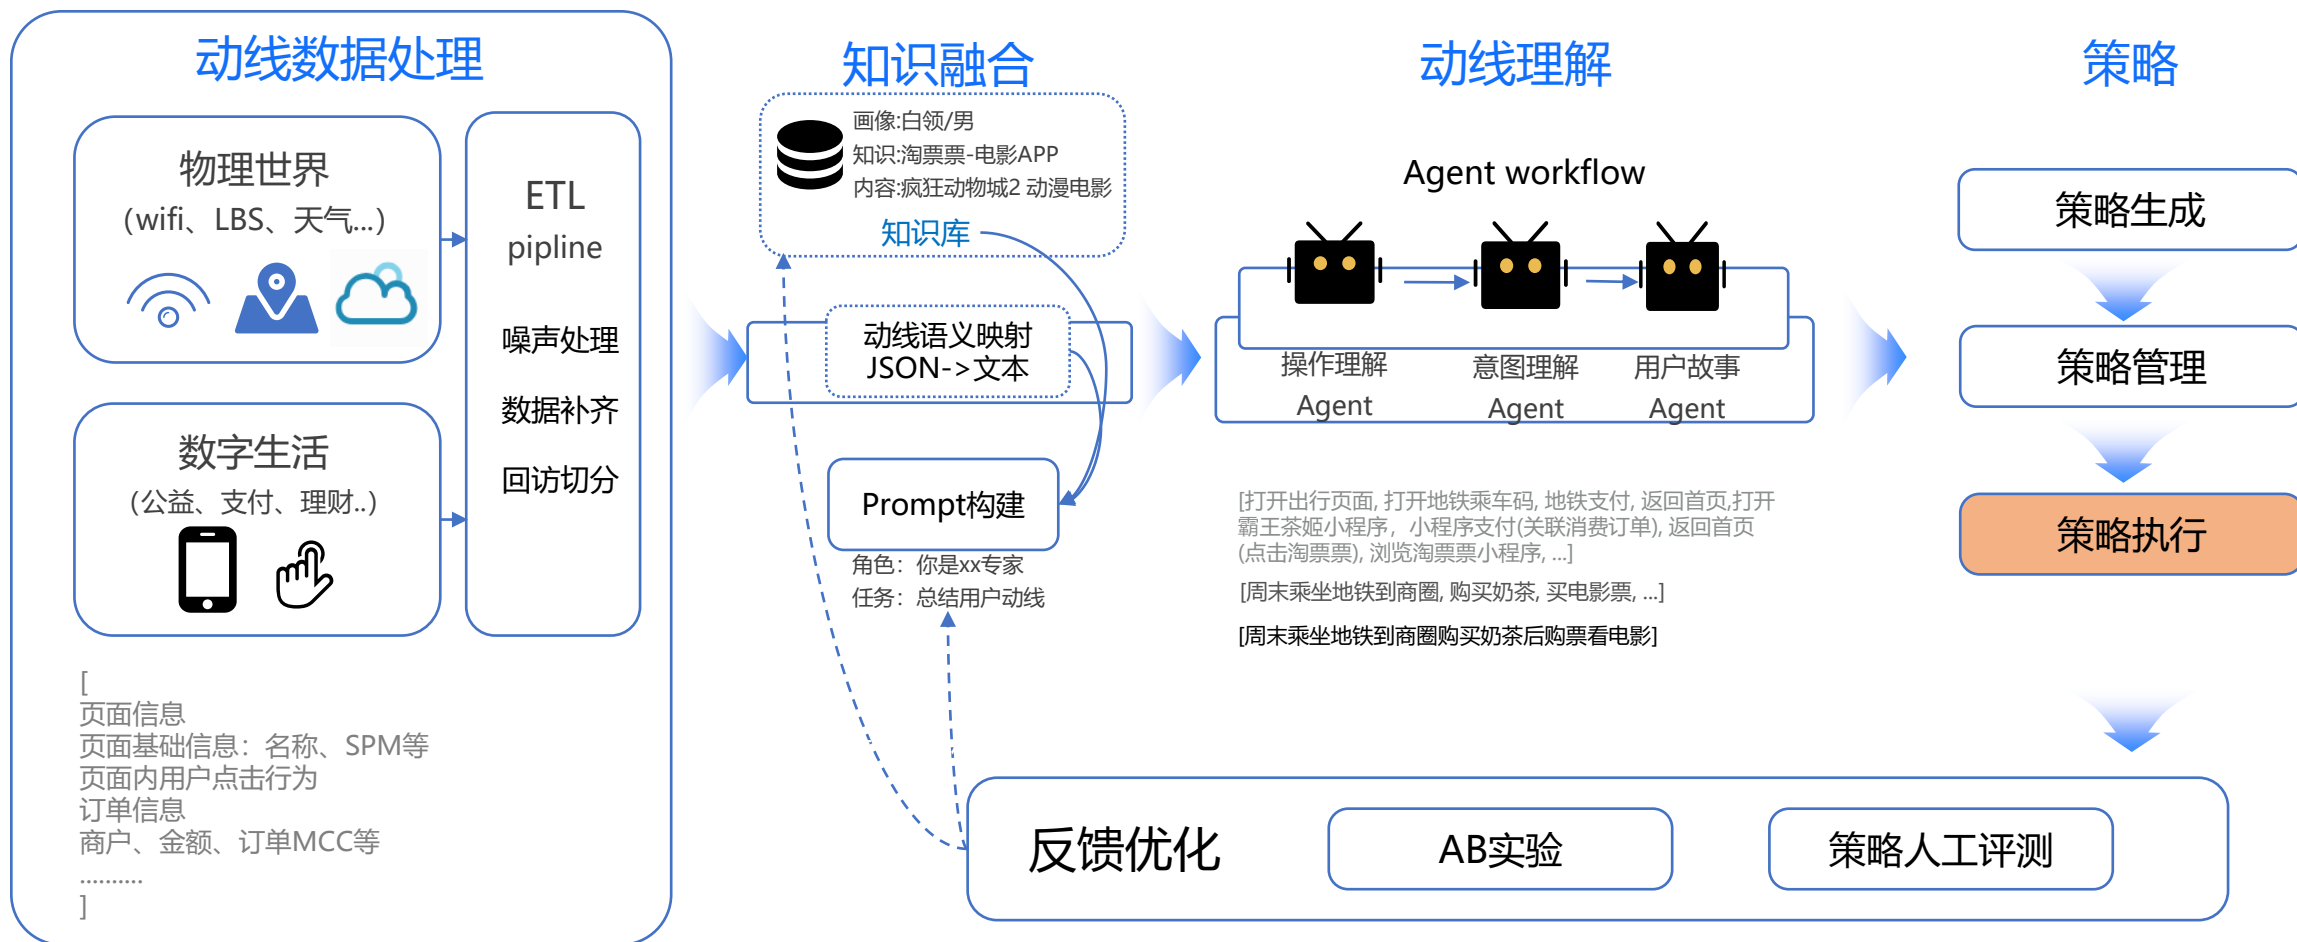 动线数据处理
物理世界
（wifi、LBS、天气...）
数字生活
（公益、支付、理财..）
ETL
pipline
噪声处理
数据补齐
回访切分
[
页面信息
页面基础信息：名称、SPM等
页面内用户点击行为
订单信息
商户、金额、订单MCC等
..........
]
知识融合
画像:白领/男
知识:淘票票-电影APP
内容:疯狂动物城2 动漫电影
知识库
动线语义映射
JSON->文本
Prompt构建
角色：你是xx专家
任务：总结用户动线
动线理解
Agent workflow
操作理解
Agent
意图理解
Agent
用户故事
Agent
[打开出行页面, 打开地铁乘车码, 地铁支付, 返回首页,打开
霸王茶姬小程序，小程序支付(关联消费订单), 返回首页
(点击淘票票), 浏览淘票票小程序, ...]
[周末乘坐地铁到商圈, 购买奶茶, 买电影票, ...]
[周末乘坐地铁到商圈购买奶茶后购票看电影]
策略
策略生成
策略管理
策略执行
反馈优化
AB实验
策略人工评测